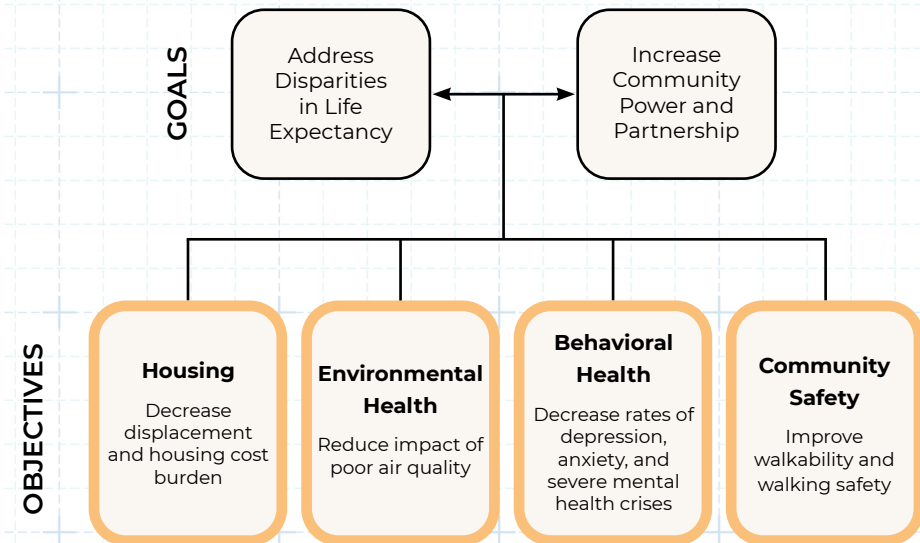 GOALS
Address
Disparities
in Life
Expectancy
Increase
Community
Power and
Partnership
OBJECTIVES
Housing
Decrease
displacement
and housing cost
burden
Environmental
Health
Reduce impact of
poor air quality
Behavioral
Health
Decrease rates of
depression,
anxiety, and
severe mental
health crises
Community
Safety
Improve
walkability and
walking safety